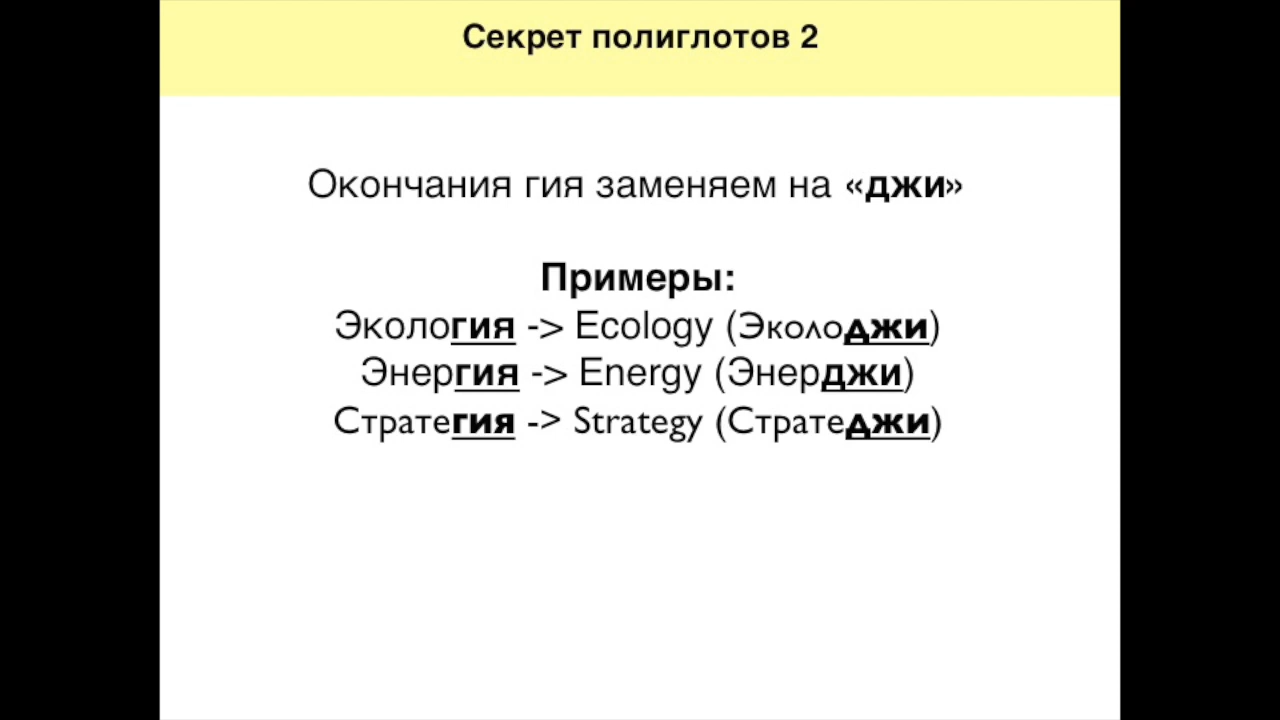 Секрет полиглотов 2
Окончания гия заменяем на «джи»
Примеры:
Экология -> Ecology (Эколоджи)
Энергия -> Energy (Энерджи)
Стратегия -> Strategy (Стратеджи)